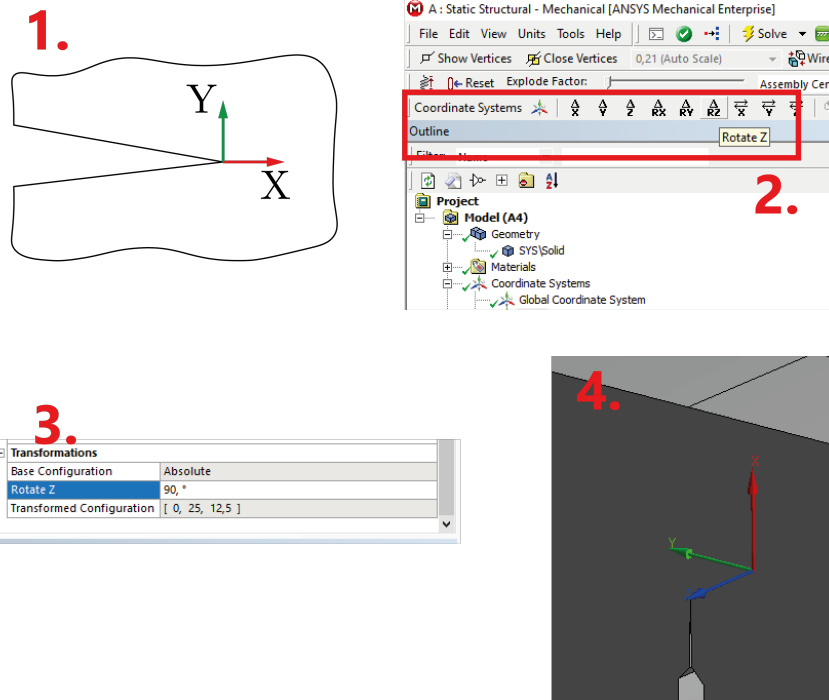 1.
Y
X
A : Static Structural - Mechanical [ANSYS Mechanical Enterprise]
File Edit View Units Tools Help Solve
Show Vertices Close Vertices 0,21 (Auto Scale) Wire
Reset Explode Factor: Assembly Cen
Coordinate Systems X Y Z RX RY RZ X Y Z
Outline
Rotate Z
Filter: Name
2.
Project
Model (A4)
Geometry
SYS\Solid
Materials
Coordinate Systems
Global Coordinate System
3.
Transformations
Base Configuration Absolute
Rotate Z 90, °
Transformed Configuration [ 0, 25, 12,5 ]
4.
X
Y